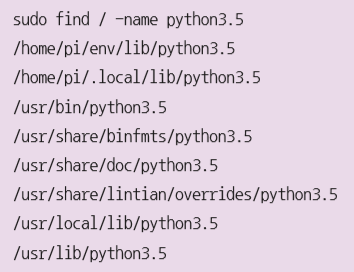 sudo find / -name python3.5
/home/pi/env/lib/python3.5
/home/pi/.local/lib/python3.5
/usr/bin/python3.5
/usr/share/binfmts/python3.5
/usr/share/doc/python3.5
/usr/share/lintian/overrides/python3.5
/usr/local/lib/python3.5
/usr/lib/python3.5